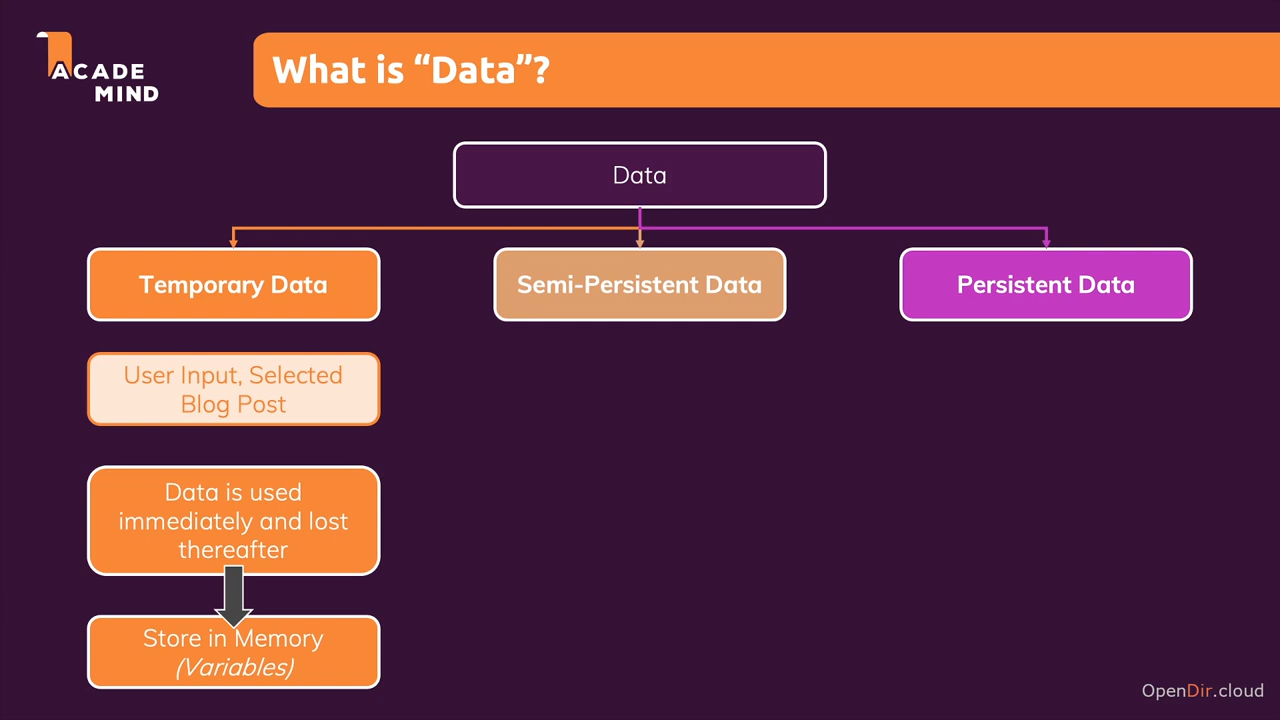 ACADE
MIND
What is “Data”?
Data
Temporary Data
Semi-Persistent Data
Persistent Data
User Input, Selected
Blog Post
Data is used
immediately and lost
thereafter
Store in Memory
(Variables)
OpenDir.cloud